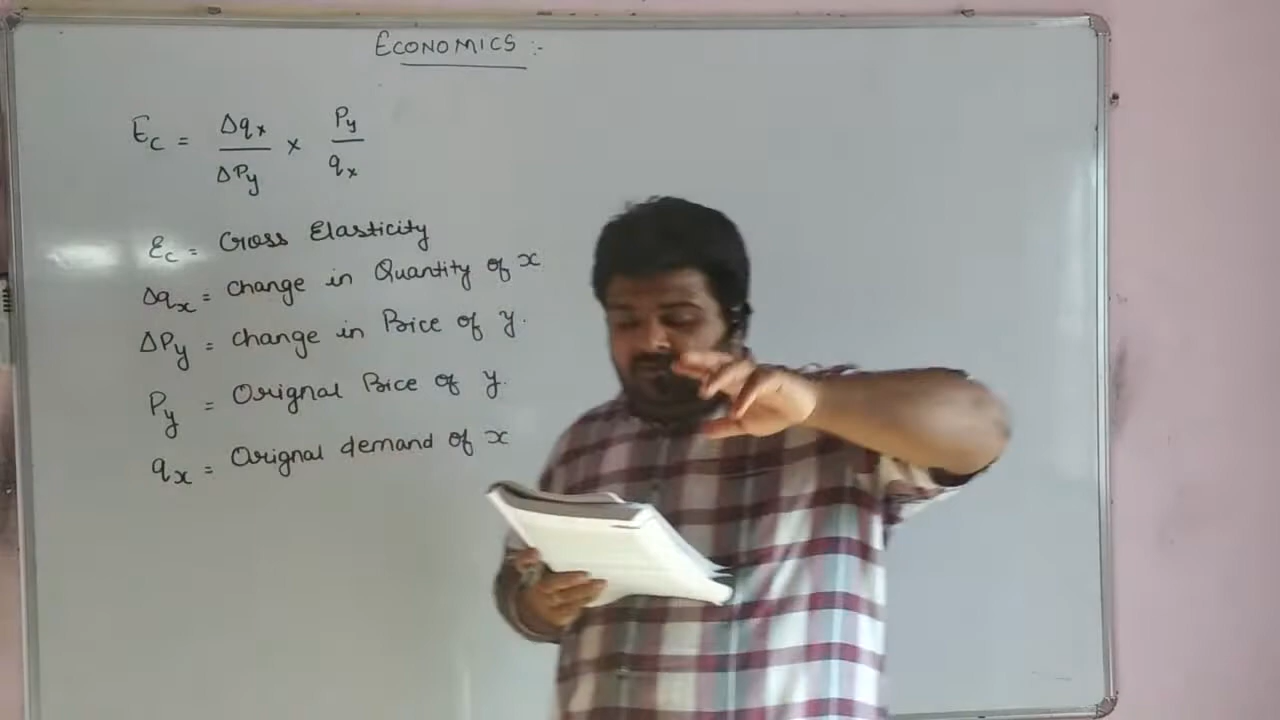 ECONOMICS :-
Ec = Δqx/ΔPy × Py/qx
Ec = Cross Elasticity
Δqx = change in Quantity of x
ΔPy = change in Price of y.
Py = Orignal Price of y.
qx = Orignal demand of x